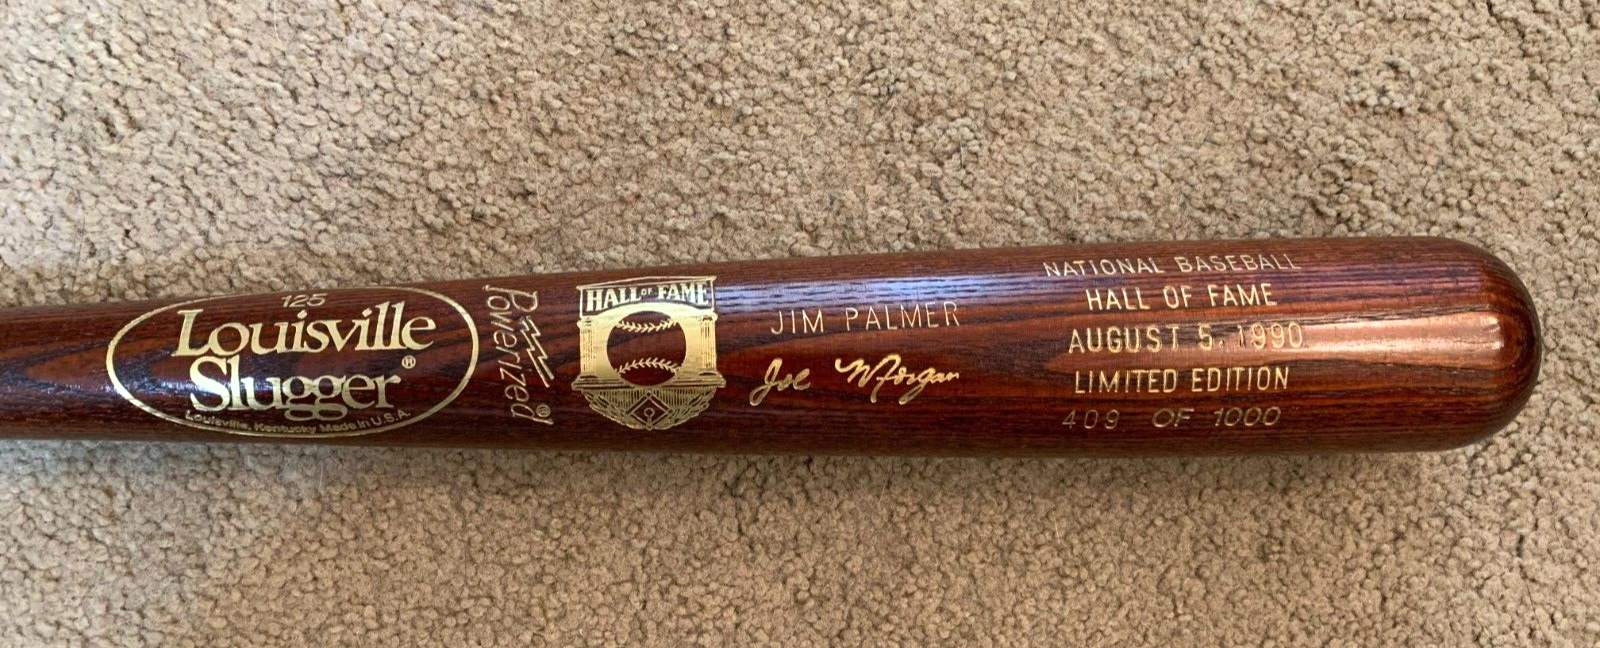 125
Louisville
Slugger®
Louisville, Kentucky Made in U.S.A.
Powerized®
HALL OF FAME
JIM PALMER
Joe Morgan
NATIONAL BASEBALL
HALL OF FAME
AUGUST 5, 1990
LIMITED EDITION
409 OF 1000